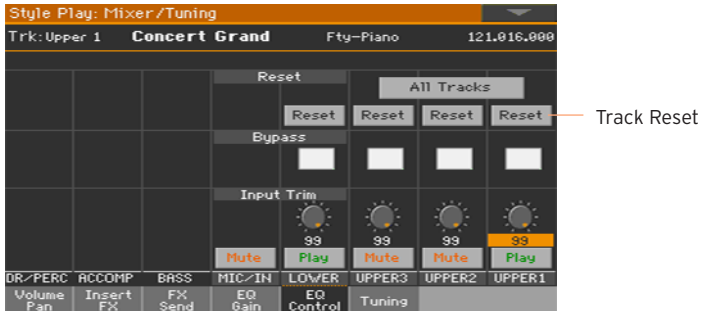 Style Play: Mixer/Tuning
Trk:Upper 1 Concert Grand Fty-Piano 121.016.000
Reset
All Tracks
Reset Reset Reset Reset
Track Reset
Bypass
Input Trim
99 99 99 99
Mute Play Mute Mute Play
DR/PERC ACCOMP BASS MIC/IN LOWER UPPER3 UPPER2 UPPER1
Volume Pan Insert FX FX Send EQ Gain EQ Control Tuning